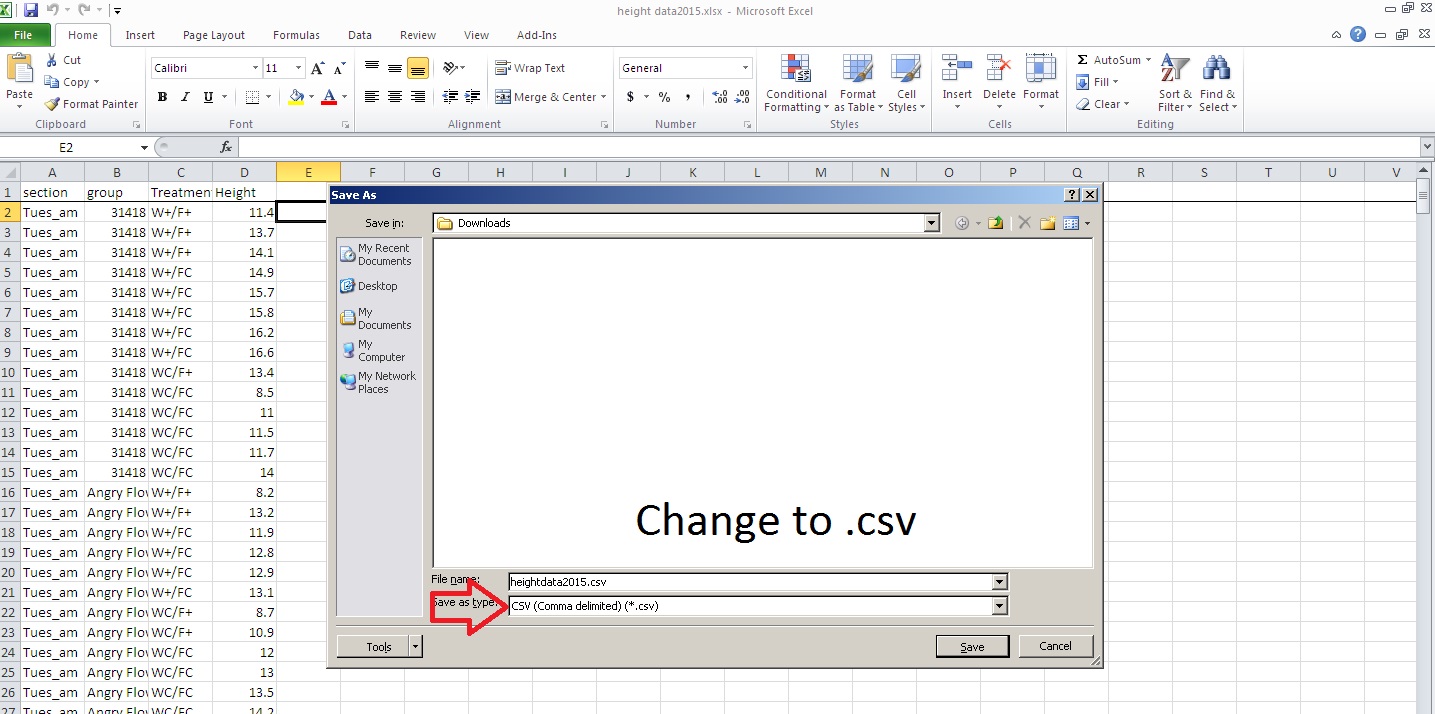 height data2015.xlsx - Microsoft Excel
File Home Insert Page Layout Formulas Data Review View Add-Ins
Paste
Cut
Copy
Format Painter
Clipboard
Calibri 11
B I U
Font
Wrap Text
Merge & Center
Alignment
General
$ % ,
Number
Conditional Formatting
Format as Table
Cell Styles
Styles
Insert Delete Format
Cells
Σ AutoSum
Fill
Clear
Sort & Filter
Find & Select
Editing
E2 fx
A B C D E F G H I J K L M N O P Q R S T U V
1 section group Treatment Height
2 Tues_am 31418 W+/F+ 11.4
3 Tues_am 31418 W+/F+ 13.7
4 Tues_am 31418 W+/F+ 14.1
5 Tues_am 31418 W+/FC 14.9
6 Tues_am 31418 W+/FC 15.7
7 Tues_am 31418 W+/FC 15.8
8 Tues_am 31418 W+/FC 16.2
9 Tues_am 31418 W+/FC 16.6
10 Tues_am 31418 WC/F+ 13.4
11 Tues_am 31418 WC/FC 8.5
12 Tues_am 31418 WC/FC 11
13 Tues_am 31418 WC/FC 11.5
14 Tues_am 31418 WC/FC 11.7
15 Tues_am 31418 WC/FC 14
16 Tues_am Angry Flo W+/F+ 8.2
17 Tues_am Angry Flo W+/F+ 13.2
18 Tues_am Angry Flo W+/FC 11.9
19 Tues_am Angry Flo W+/FC 12.8
20 Tues_am Angry Flo W+/FC 12.9
21 Tues_am Angry Flo W+/FC 13.1
22 Tues_am Angry Flo WC/F+ 8.7
23 Tues_am Angry Flo WC/F+ 10.9
24 Tues_am Angry Flo WC/FC 12
25 Tues_am Angry Flo WC/FC 13
26 Tues_am Angry Flo WC/FC 13.5
27 Tues_am Angry Flo WC/FC 14.2
Save As
Save in: Downloads
My Recent Documents
Desktop
My Documents
My Computer
My Network Places
Change to .csv
File name: heightdata2015.csv
Save as type: CSV (Comma delimited) (*.csv)
Tools Save Cancel